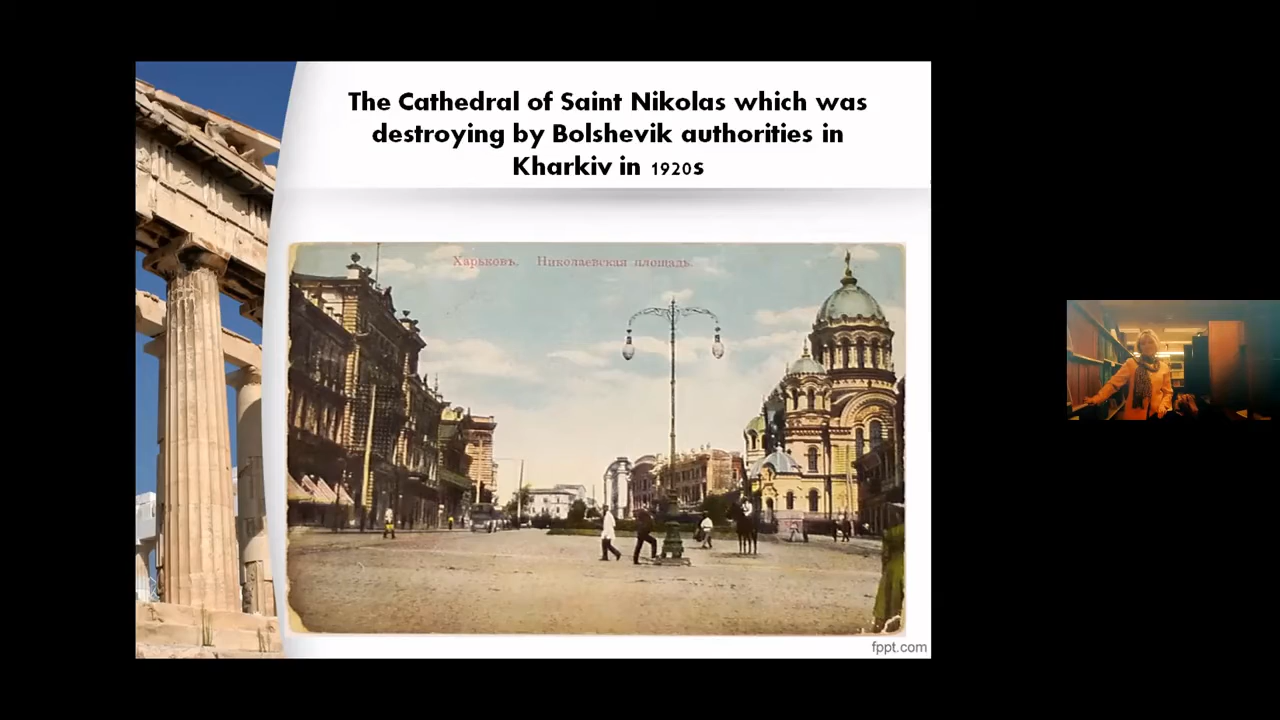 The Cathedral of Saint Nikolas which was
destroying by Bolshevik authorities in
Kharkiv in 1920s
Харьковъ. Николаевская площадь.
fppt.com